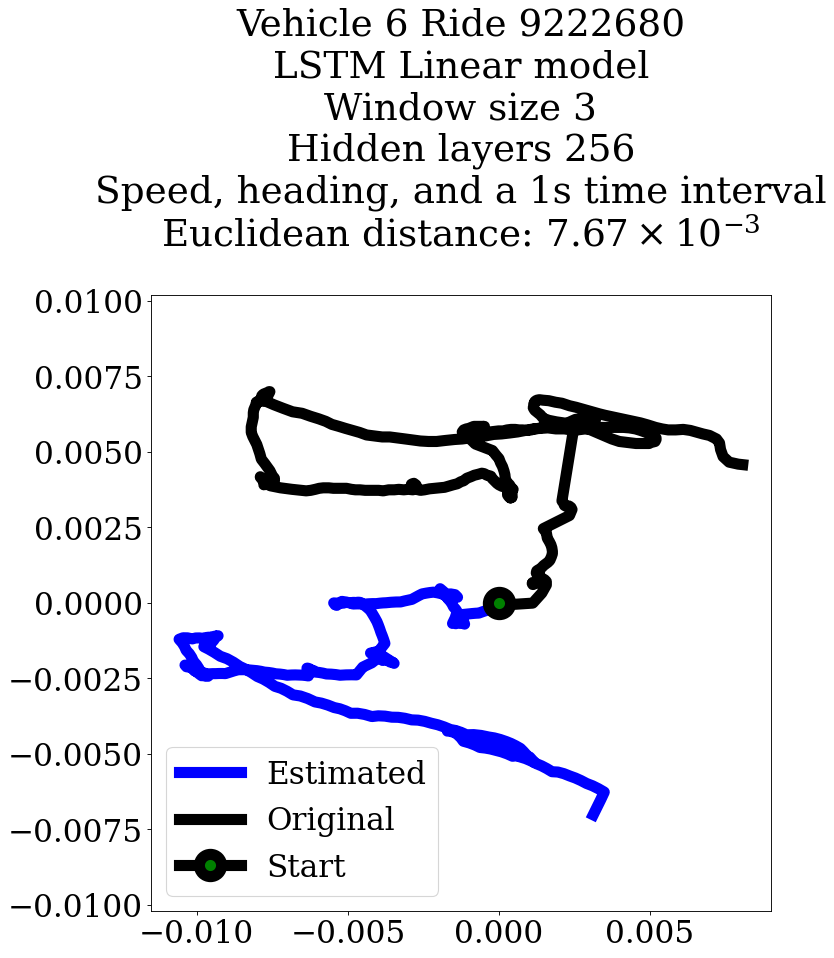 Vehicle 6 Ride 9222680
LSTM Linear model
Window size 3
Hidden layers 256
Speed, heading, and a 1s time interval
Euclidean distance: 7.67 × 10⁻³
0.0100
0.0075
0.0050
0.0025
0.0000
−0.0025
−0.0050
−0.0075
−0.0100
Estimated
Original
Start
−0.010 −0.005 0.000 0.005